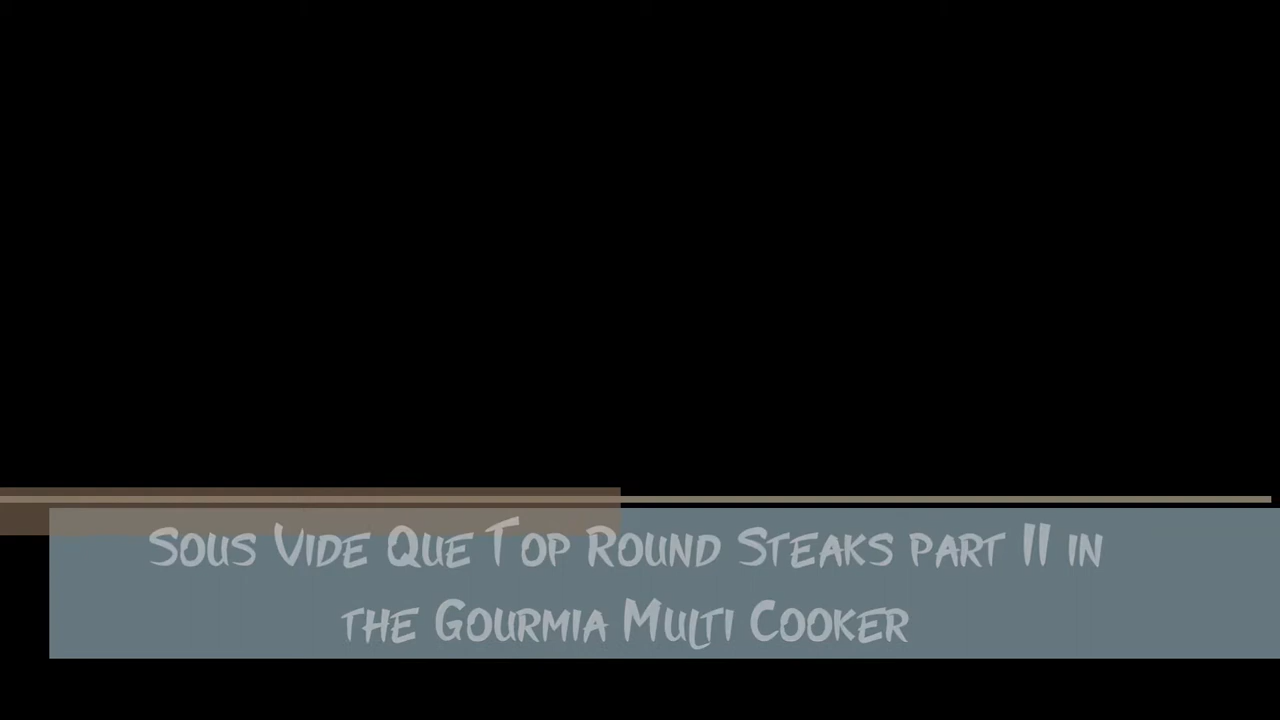 Sous Vide Que Top Round Steaks part II in
the Gourmia Multi Cooker